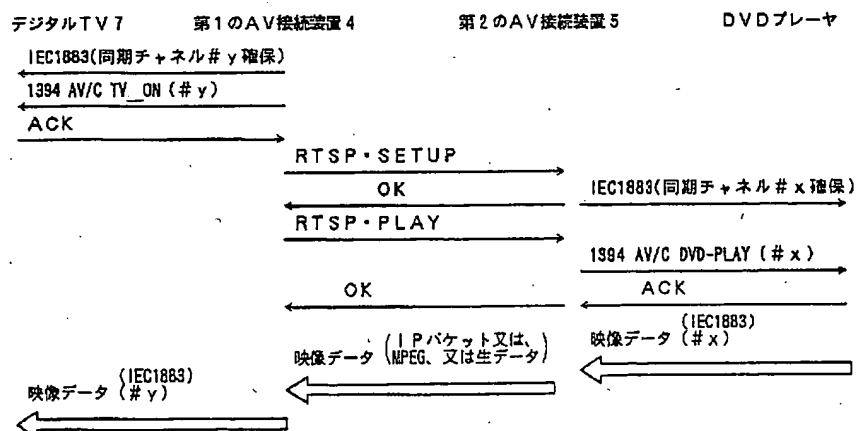 デジタルTV7 第1のAV接続装置4 第2のAV接続装置5 DVDプレーヤ
IEC1883(同期チャネル#y確保)
1394 AV/C TV_ON(#y)
ACK
RTSP・SETUP
OK IEC1883(同期チャネル#x確保)
RTSP・PLAY
1394 AV/C DVD-PLAY(#x)
OK ACK
映像データ(IPパケット又は、MPEG、又は生データ)
映像データ(IEC1883)(#x)
映像データ(IEC1883)(#y)